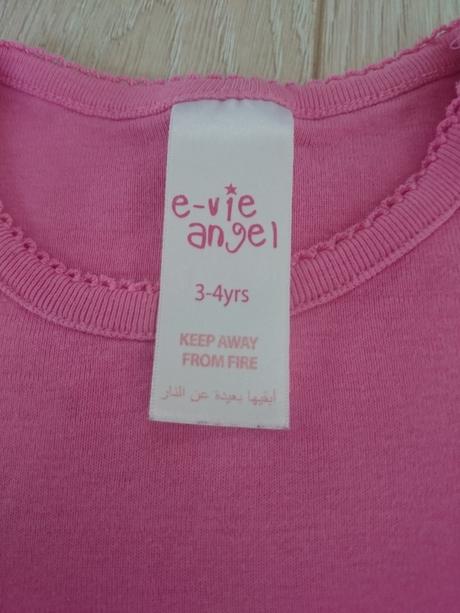 e-vie
angel
3-4yrs
KEEP AWAY
FROM FIRE
أبقيها بعيدة عن النار